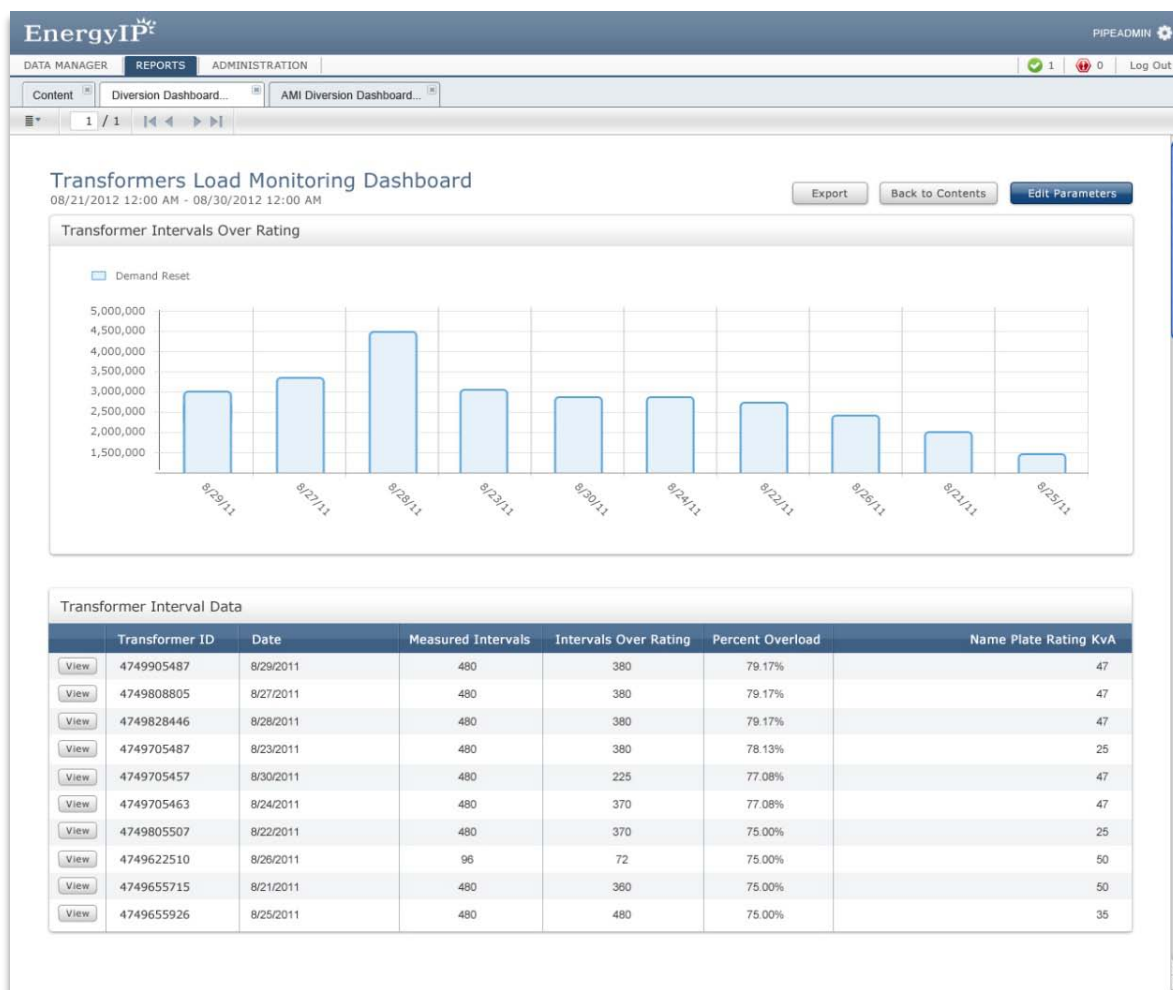 EnergyIP
PIPEADMIN
DATA MANAGER REPORTS ADMINISTRATION 1 0 Log Out
Content Diversion Dashboard... AMI Diversion Dashboard...
1 / 1
Transformers Load Monitoring Dashboard
08/21/2012 12:00 AM - 08/30/2012 12:00 AM
Export Back to Contents Edit Parameters
Transformer Intervals Over Rating
Demand Reset
5,000,000
4,500,000
4,000,000
3,500,000
3,000,000
2,500,000
2,000,000
1,500,000
8/29/11 8/27/11 8/28/11 8/23/11 8/30/11 8/24/11 8/22/11 8/26/11 8/21/11 8/25/11
Transformer Interval Data
Transformer ID Date Measured Intervals Intervals Over Rating Percent Overload Name Plate Rating KvA
View 4749905487 8/29/2011 480 380 79.17% 47
View 4749808805 8/27/2011 480 380 79.17% 47
View 4749828446 8/28/2011 480 380 79.17% 47
View 4749705487 8/23/2011 480 380 78.13% 25
View 4749705457 8/30/2011 480 225 77.08% 47
View 4749705463 8/24/2011 480 370 77.08% 47
View 4749805507 8/22/2011 480 370 75.00% 25
View 4749622510 8/26/2011 96 72 75.00% 50
View 4749655715 8/21/2011 480 360 75.00% 50
View 4749655926 8/25/2011 480 480 75.00% 35